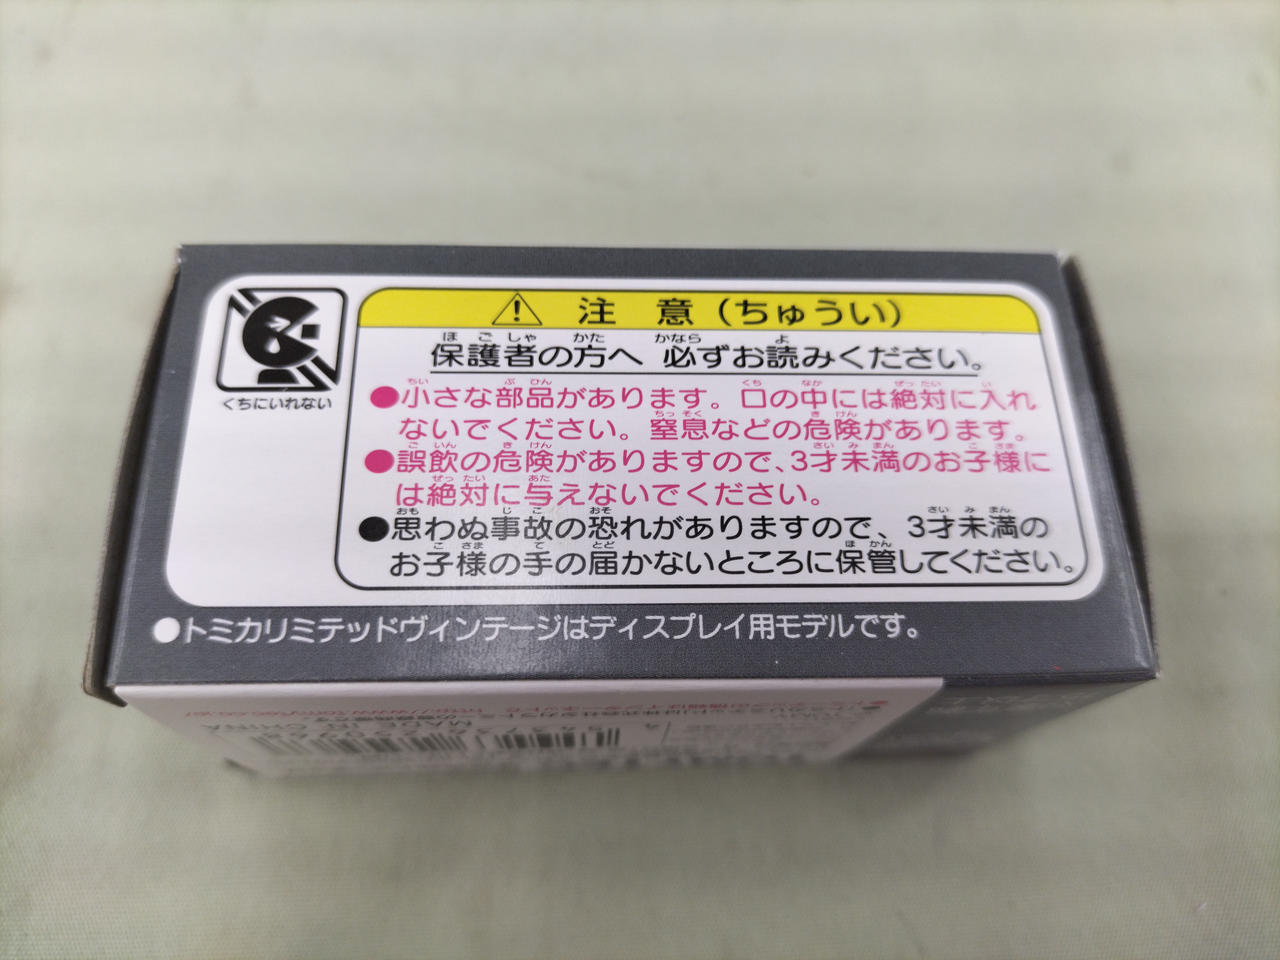 注 意 (ちゅうい)
保護者の方へ 必ずお読みください。
くちにいれない
●小さな部品があります。口の中には絶対に入れ
ないでください。窒息などの危険があります。
●誤飲の危険がありますので、3才未満のお子様に
は絶対に与えないでください。
●思わぬ事故の恐れがありますので、3才未満の
お子様の手の届かないところに保管してください。
●トミカリミテッドヴィンテージはディスプレイ用モデルです。
MADE IN CHINA